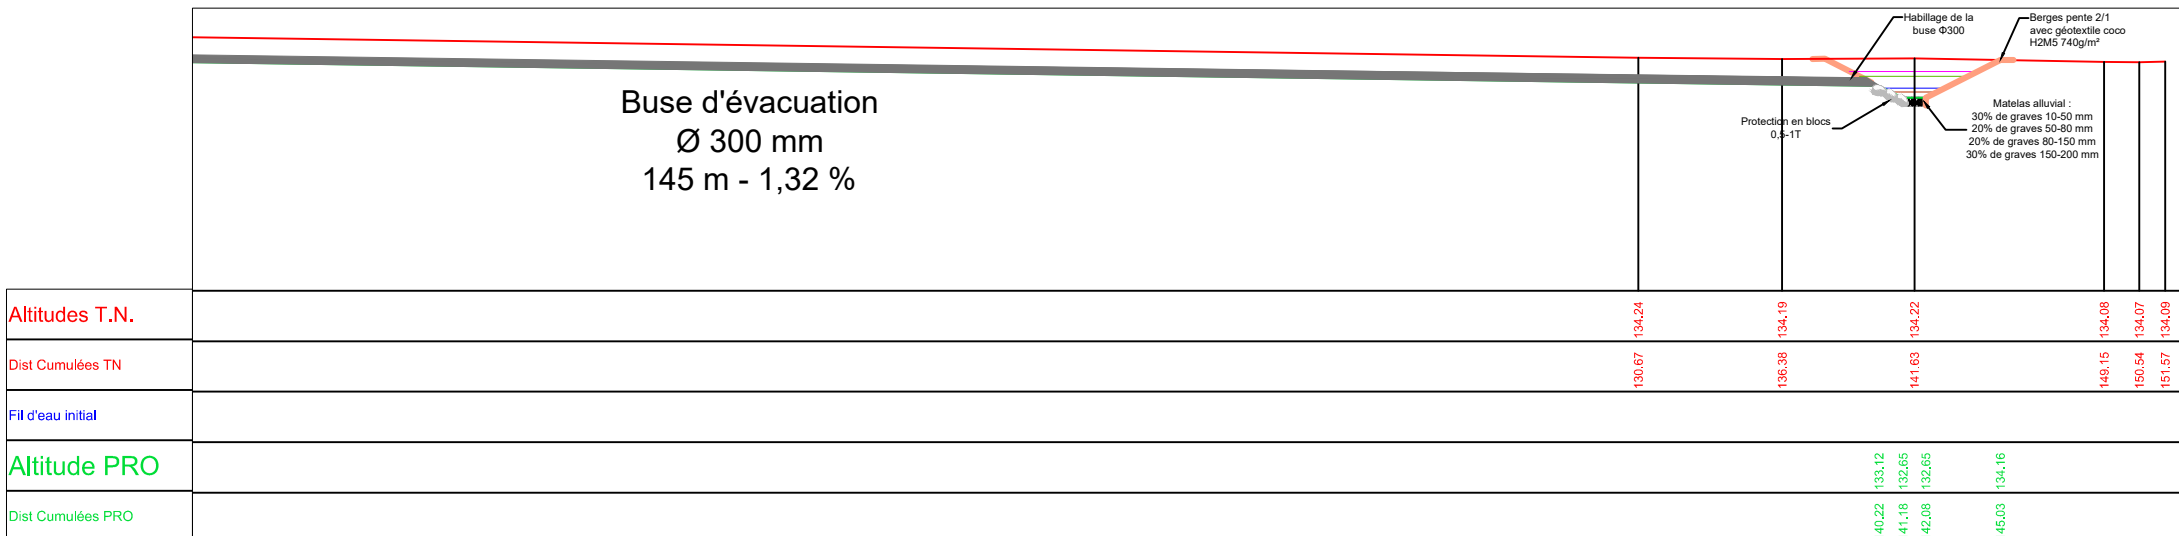 Habillage de la
buse Φ300
Berges pente 2/1
avec géotextile coco
H2M5 740g/m²
Buse d'évacuation
Ø 300 mm
145 m - 1,32 %
Protection en blocs
0,5-1T
Matelas alluvial :
30% de graves 10-50 mm
20% de graves 50-80 mm
20% de graves 80-150 mm
30% de graves 150-200 mm
Altitudes T.N.
134.24
134.19
134.22
134.08
134.07
134.09
Dist Cumulées TN
130.67
136.38
141.63
149.15
150.54
151.57
Fil d'eau initial
Altitude PRO
133.12
132.65
132.65
134.16
Dist Cumulées PRO
40.22
41.18
42.08
45.03